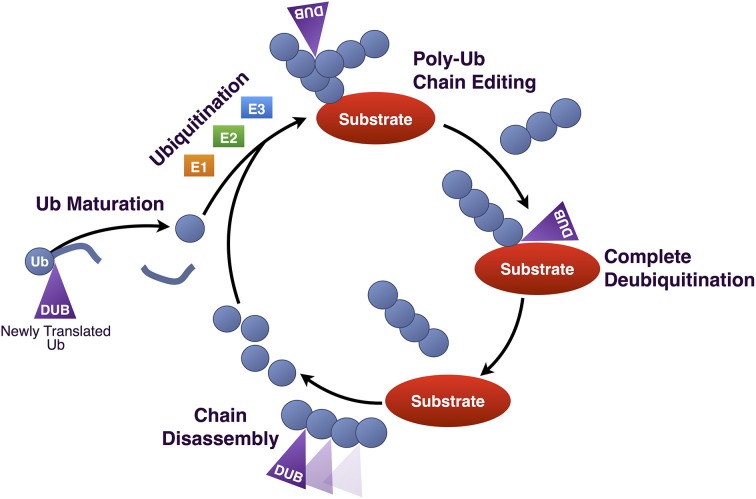 DUB
Poly-Ub
Chain Editing
Ubiquitination
E3
E2
E1
Substrate
Ub Maturation
Ub
DUB
Newly Translated
Ub
DUB
Substrate
Complete
Deubiquitination
Substrate
Chain
Disassembly
DUB